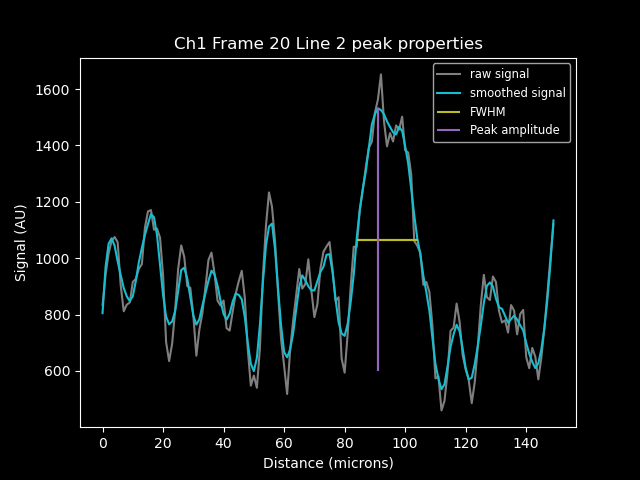 Ch1 Frame 20 Line 2 peak properties
raw signal
smoothed signal
FWHM
Peak amplitude
Signal (AU)
1600
1400
1200
1000
800
600
0 20 40 60 80 100 120 140
Distance (microns)